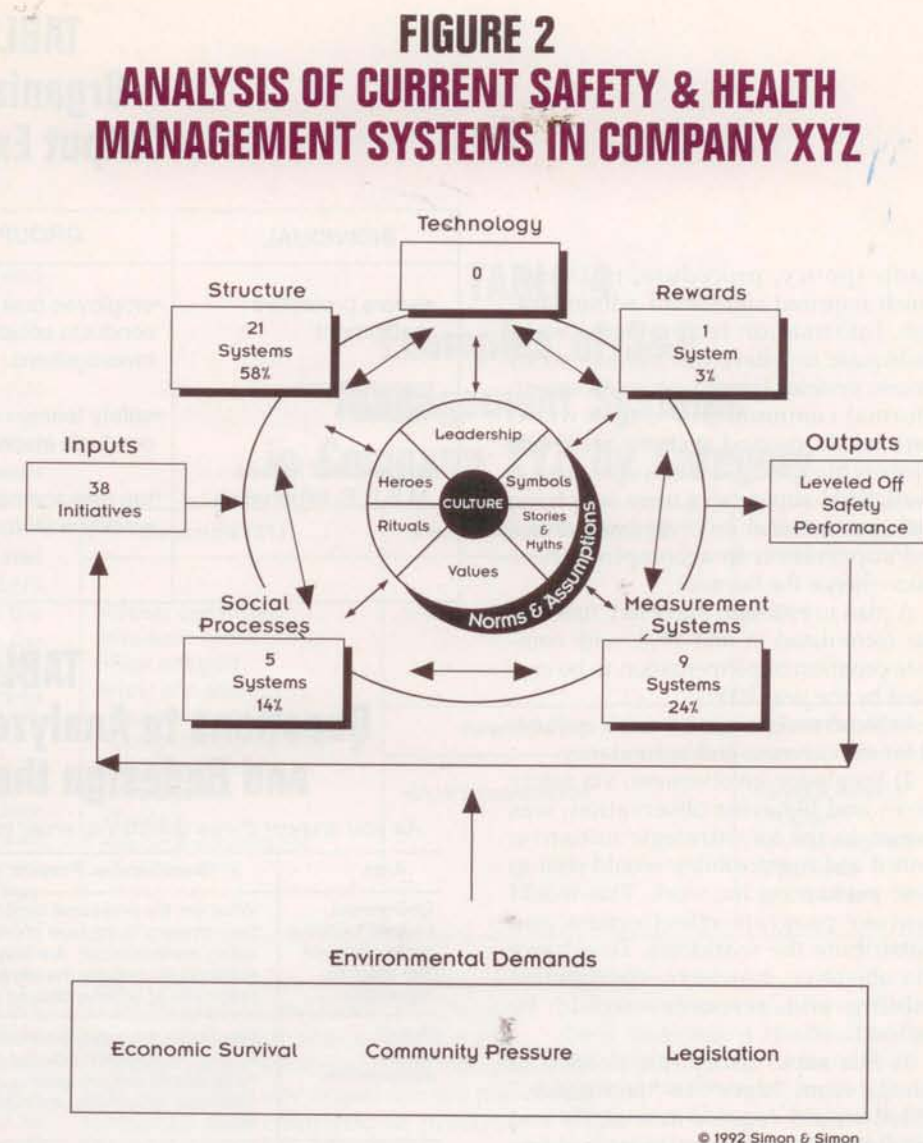 FIGURE 2
ANALYSIS OF CURRENT SAFETY & HEALTH
MANAGEMENT SYSTEMS IN COMPANY XYZ
Technology
0
Structure
21
Systems
58%
Rewards
1
System
3%
Inputs
38
Initiatives
Outputs
Leveled Off
Safety
Performance
Leadership
Heroes
Symbols
CULTURE
Rituals
Stories
&
Myths
Values
Norms & Assumptions
Social
Processes
5
Systems
14%
Measurement
Systems
9
Systems
24%
Environmental Demands
Economic Survival
Community Pressure
Legislation
© 1992 Simon & Simon